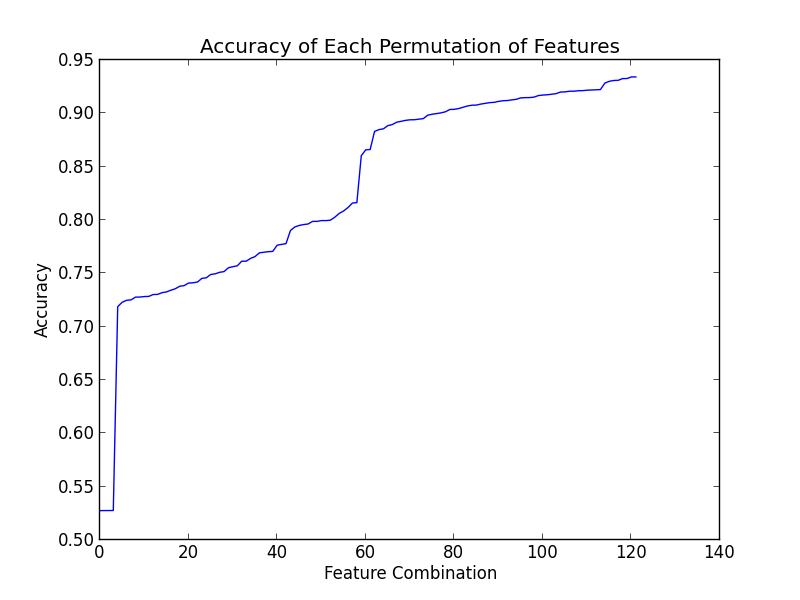 Accuracy of Each Permutation of Features
0.95
0.90
0.85
0.80
0.75
0.70
0.65
0.60
0.55
0.50
Accuracy
0 20 40 60 80 100 120 140
Feature Combination